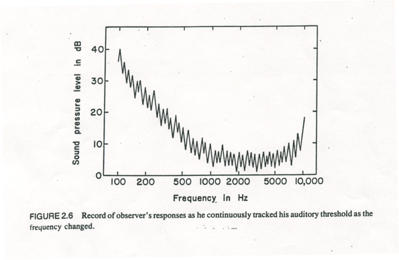 Sound pressure level in dB
40
30
20
10
0
100 200 500 1000 2000 5000 10,000
Frequency in Hz
FIGURE 2.6 Record of observer's responses as he continuously tracked his auditory threshold as the
frequency changed.